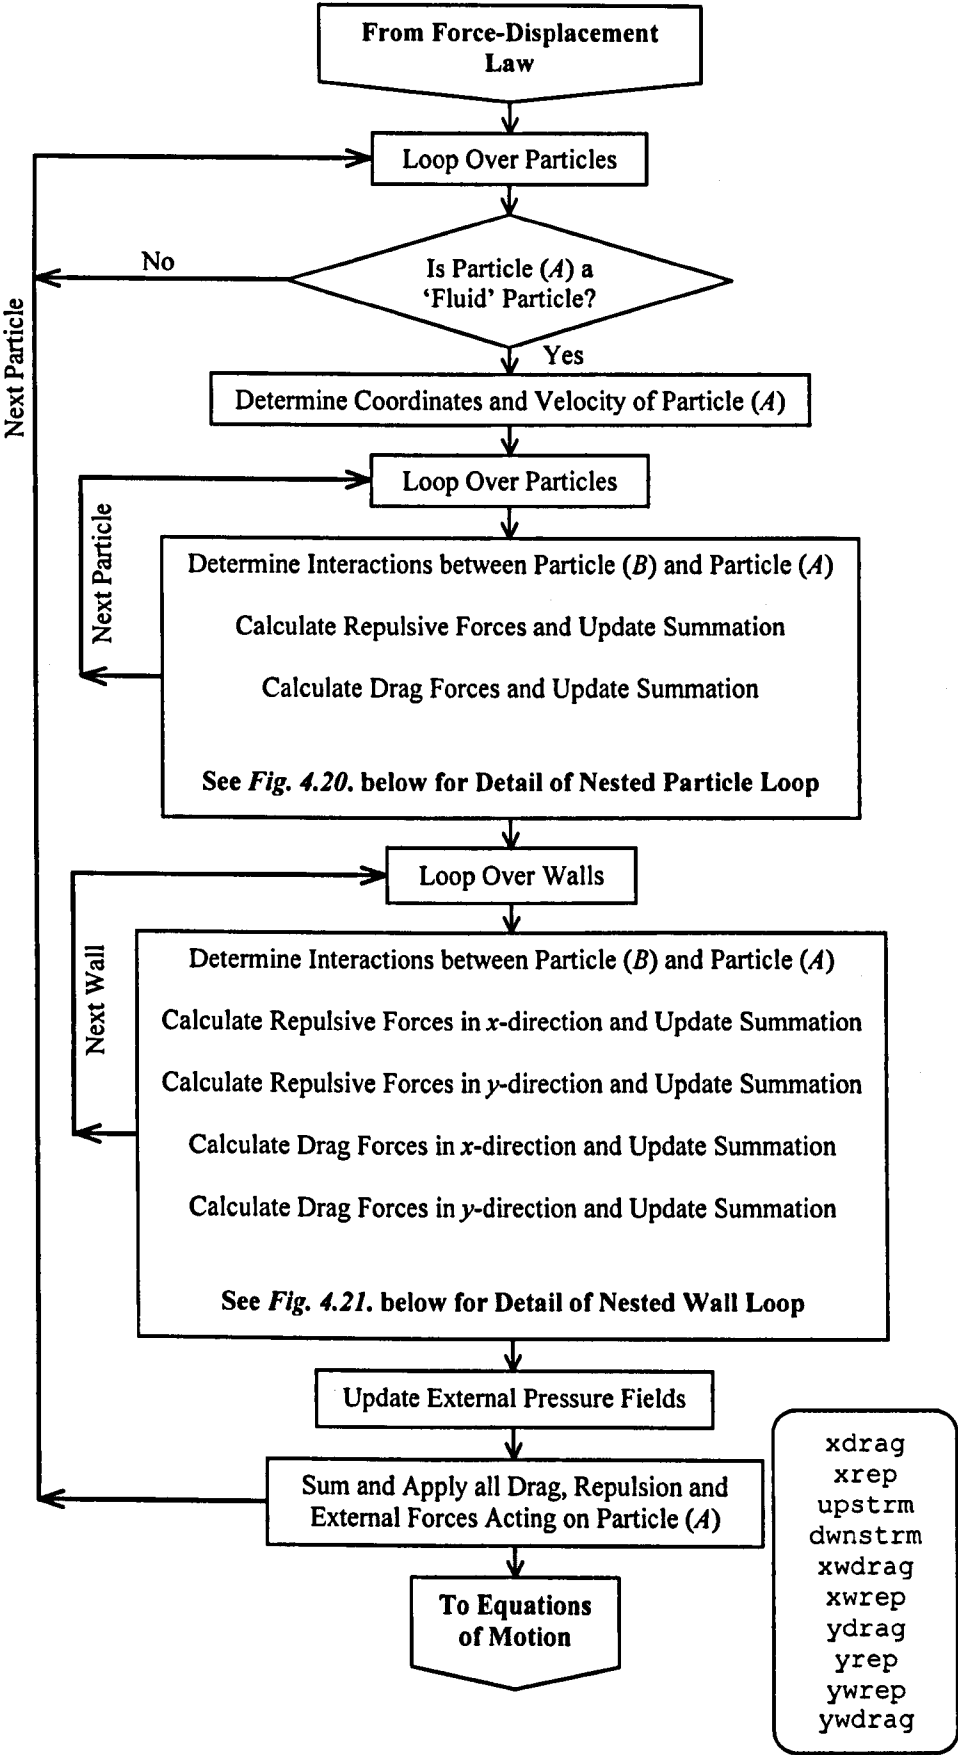 From Force-Displacement
Law
Loop Over Particles
No
Is Particle (A) a
‘Fluid’ Particle?
Next Particle
Yes
Determine Coordinates and Velocity of Particle (A)
Loop Over Particles
Next Particle
Determine Interactions between Particle (B) and Particle (A)
Calculate Repulsive Forces and Update Summation
Calculate Drag Forces and Update Summation
See Fig. 4.20. below for Detail of Nested Particle Loop
Loop Over Walls
Next Wall
Determine Interactions between Particle (B) and Particle (A)
Calculate Repulsive Forces in x-direction and Update Summation
Calculate Repulsive Forces in y-direction and Update Summation
Calculate Drag Forces in x-direction and Update Summation
Calculate Drag Forces in y-direction and Update Summation
See Fig. 4.21. below for Detail of Nested Wall Loop
Update External Pressure Fields
Sum and Apply all Drag, Repulsion and
External Forces Acting on Particle (A)
To Equations
of Motion
xdrag
xrep
upstrm
dwnstrm
xwdrag
xwrep
ydrag
yrep
ywrep
ywdrag